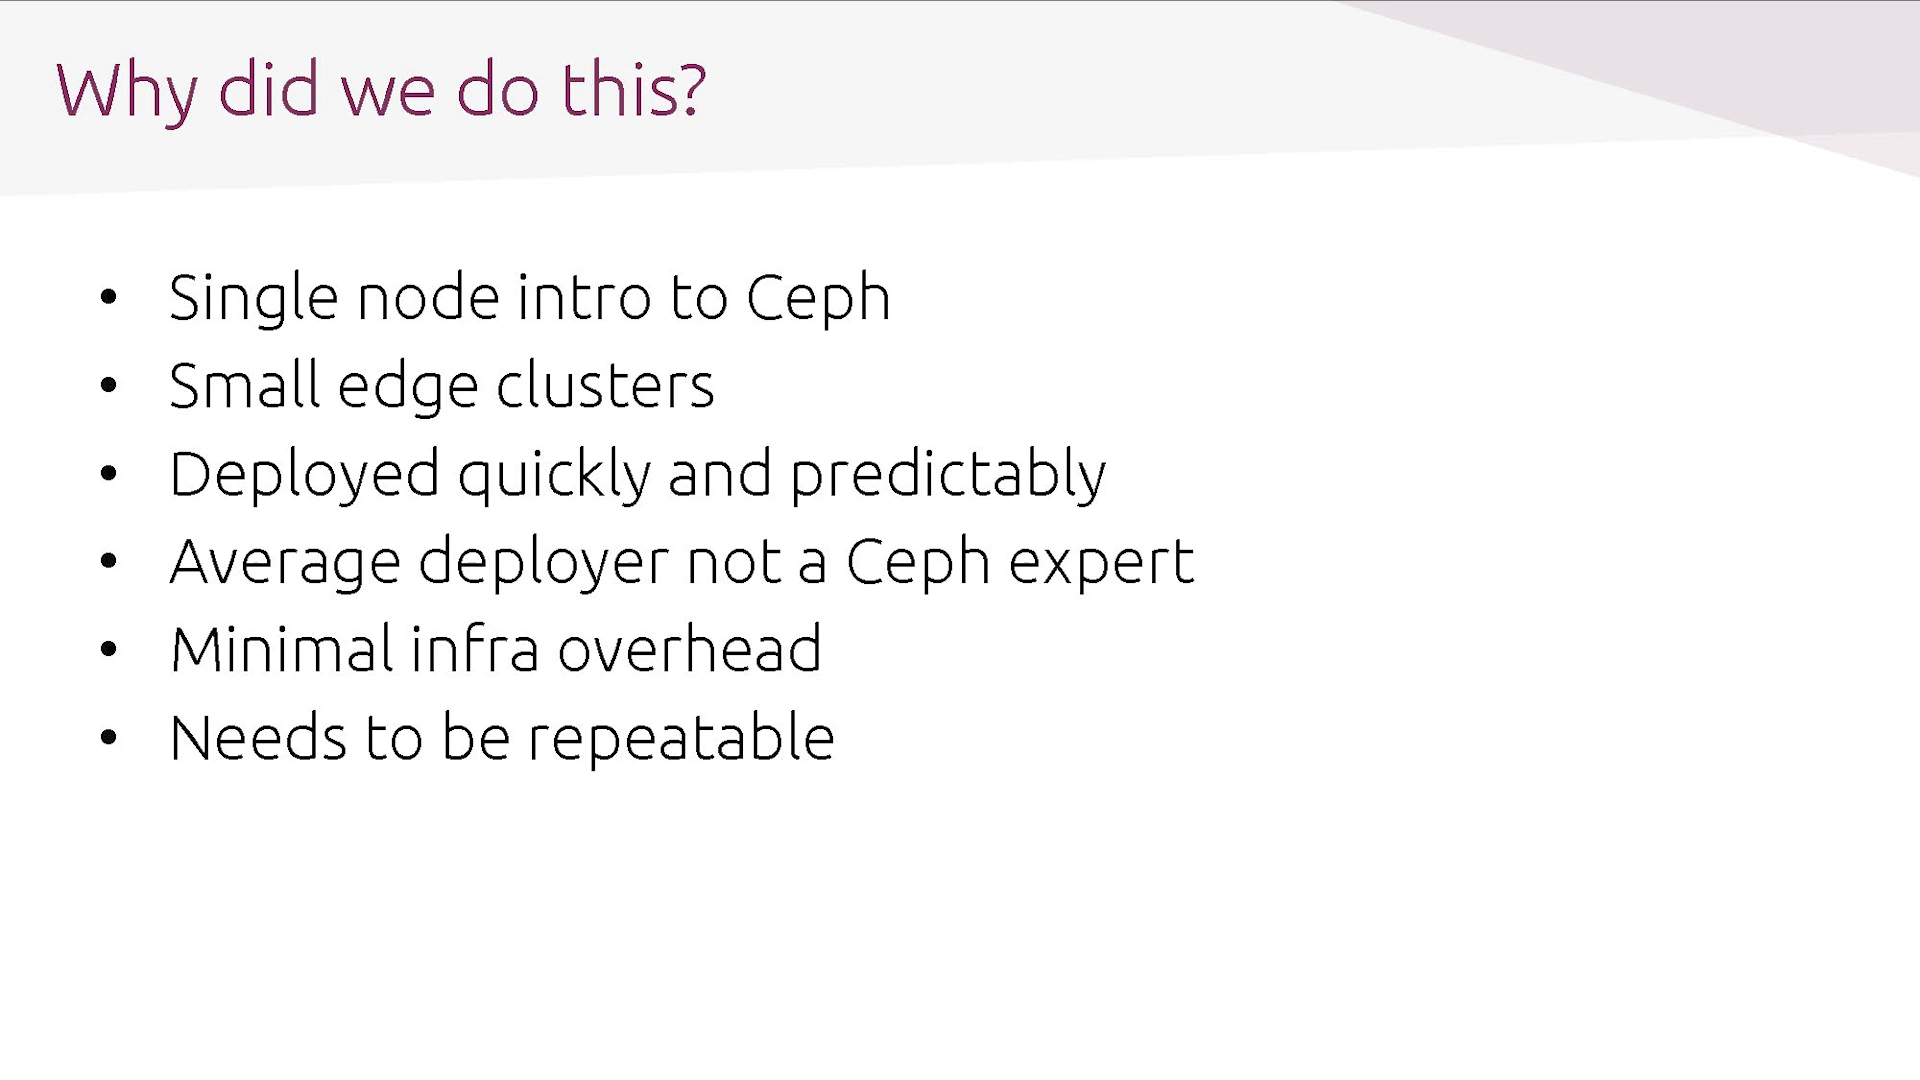 Why did we do this?
• Single node intro to Ceph
• Small edge clusters
• Deployed quickly and predictably
• Average deployer not a Ceph expert
• Minimal infra overhead
• Needs to be repeatable